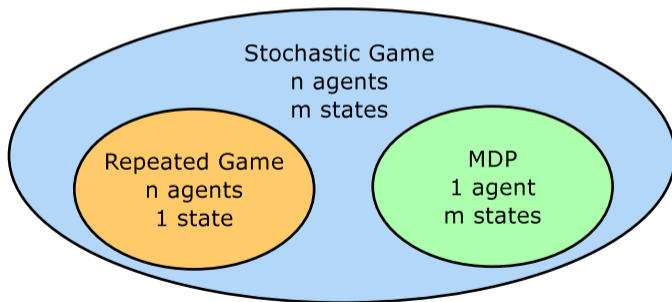 Stochastic Game
n agents
m states
Repeated Game
n agents
1 state
MDP
1 agent
m states